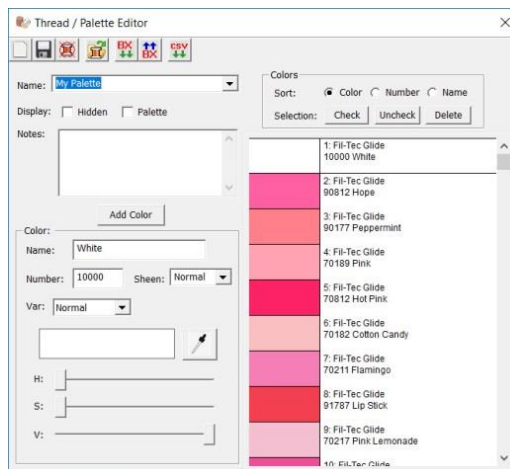 Thread / Palette Editor
BX
BX
CSV
Name: My Palette
Display: Hidden Palette
Notes:
Add Color
Color:
Name: White
Number: 10000 Sheen: Normal
Var: Normal
H:
S:
V:
Colors
Sort: Color Number Name
Selection: Check Uncheck Delete
1: Fil-Tec Glide
10000 White
2: Fil-Tec Glide
90812 Hope
3: Fil-Tec Glide
90177 Peppermint
4: Fil-Tec Glide
70189 Pink
5: Fil-Tec Glide
70812 Hot Pink
6: Fil-Tec Glide
70182 Cotton Candy
7: Fil-Tec Glide
70211 Flamingo
8: Fil-Tec Glide
91787 Lip Stick
9: Fil-Tec Glide
70217 Pink Lemonade
10: Fil-Tec Glide